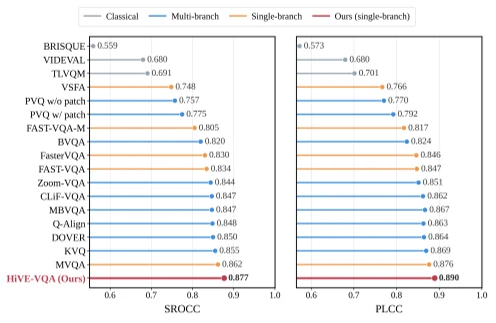 Classical Multi-branch Single-branch Ours (single-branch)
BRISQUE 0.559 0.573
VIDEVAL 0.680 0.680
TLVQM 0.691 0.701
VSFA 0.748 0.766
PVQ w/o patch 0.757 0.770
PVQ w/ patch 0.775 0.792
FAST-VQA-M 0.805 0.817
BVQA 0.820 0.824
FasterVQA 0.830 0.846
FAST-VQA 0.834 0.847
Zoom-VQA 0.844 0.851
CLiF-VQA 0.847 0.862
MBVQA 0.847 0.867
Q-Align 0.848 0.863
DOVER 0.850 0.864
KVQ 0.855 0.869
MVQA 0.862 0.876
HiVE-VQA (Ours) 0.877 0.890
0.6 0.7 0.8 0.9 1.0 0.6 0.7 0.8 0.9 1.0
SROCC PLCC